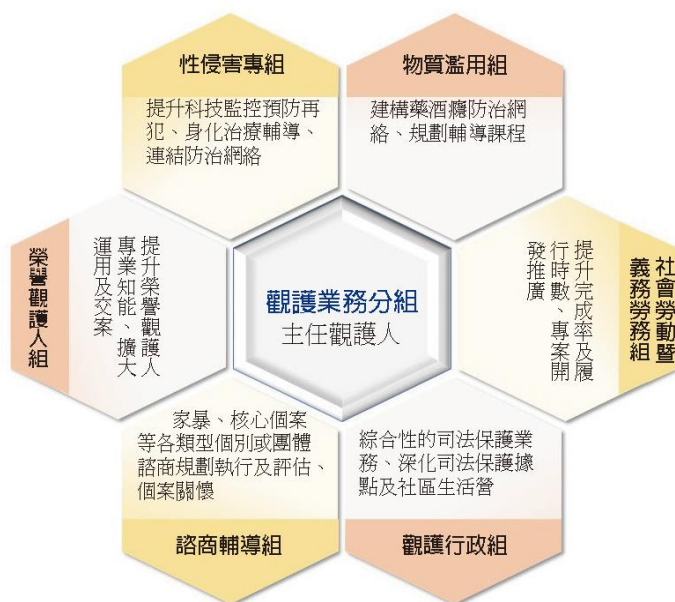 性侵害專組
提升科技監控預防再
犯、身化治療輔導、
連結防治網絡
物質濫用組
建構藥酒癮防治網
絡、規劃輔導課程
榮譽觀護人組
提升榮譽觀護人
專業知能、擴大
運用及交案
觀護業務分組
主任觀護人
社會勞動暨
義務勞務組
提升完成率及履
行時數、專案開
發推廣
家暴、核心個案
等各類型個別或團體
諮商規劃執行及評估、
個案關懷
諮商輔導組
綜合性的司法保護業
務、深化司法保護據
點及社區生活營
觀護行政組